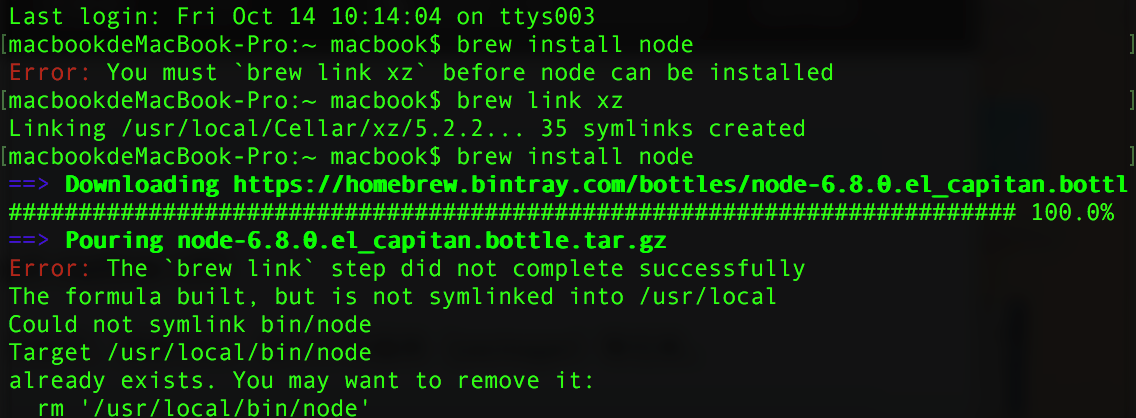 Last login: Fri Oct 14 10:14:04 on ttys003
[macbookdeMacBook-Pro:~ macbook$ brew install node ]
Error: You must `brew link xz` before node can be installed
[macbookdeMacBook-Pro:~ macbook$ brew link xz ]
Linking /usr/local/Cellar/xz/5.2.2... 35 symlinks created
[macbookdeMacBook-Pro:~ macbook$ brew install node ]
==> Downloading https://homebrew.bintray.com/bottles/node-6.8.0.el_capitan.bottl
######################################################################## 100.0%
==> Pouring node-6.8.0.el_capitan.bottle.tar.gz
Error: The `brew link` step did not complete successfully
The formula built, but is not symlinked into /usr/local
Could not symlink bin/node
Target /usr/local/bin/node
already exists. You may want to remove it:
  rm '/usr/local/bin/node'